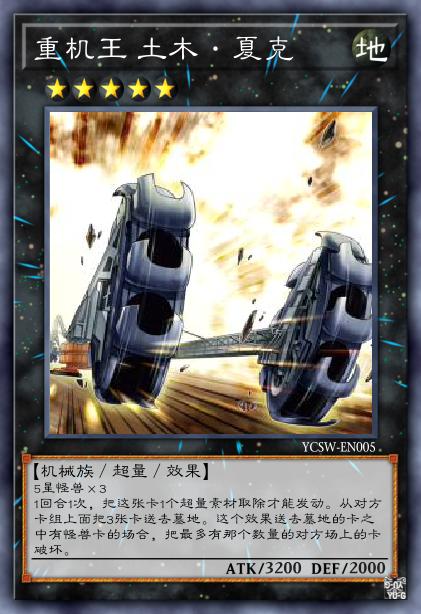 重机王 土木·夏克
地
YCSW-EN005
【机械族/超量/效果】
5星怪兽×3
1回合1次，把这张卡1个超量素材取除才能发动。从对方
卡组上面把3张卡送去墓地。这个效果送去墓地的卡之
中有怪兽卡的场合，把最多有那个数量的对方场上的卡
破坏。
ATK/3200 DEF/2000